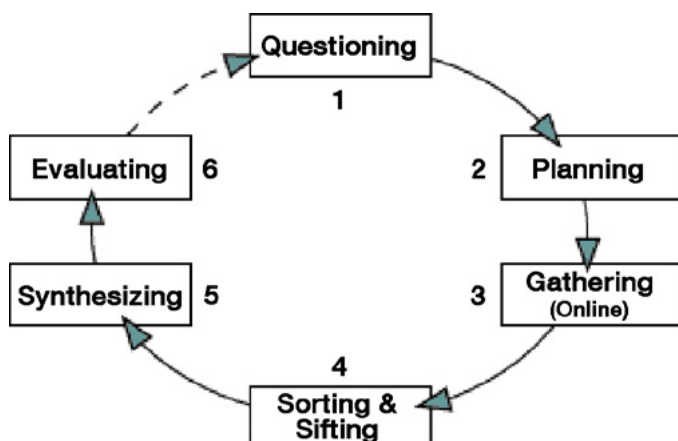 Questioning
1
2
Planning
3
Gathering
(Online)
4
Sorting &
Sifting
5
Synthesizing
6
Evaluating